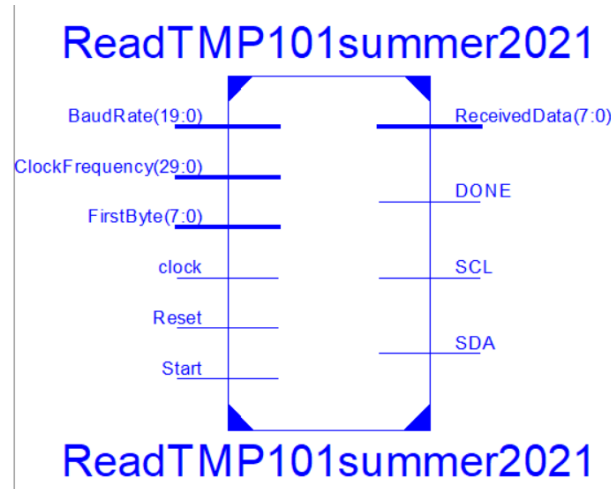 ReadTMP101summer2021
BaudRate(19:0)
ReceivedData(7:0)
ClockFrequency(29:0)
DONE
FirstByte(7:0)
clock
SCL
Reset
SDA
Start
ReadTMP101summer2021